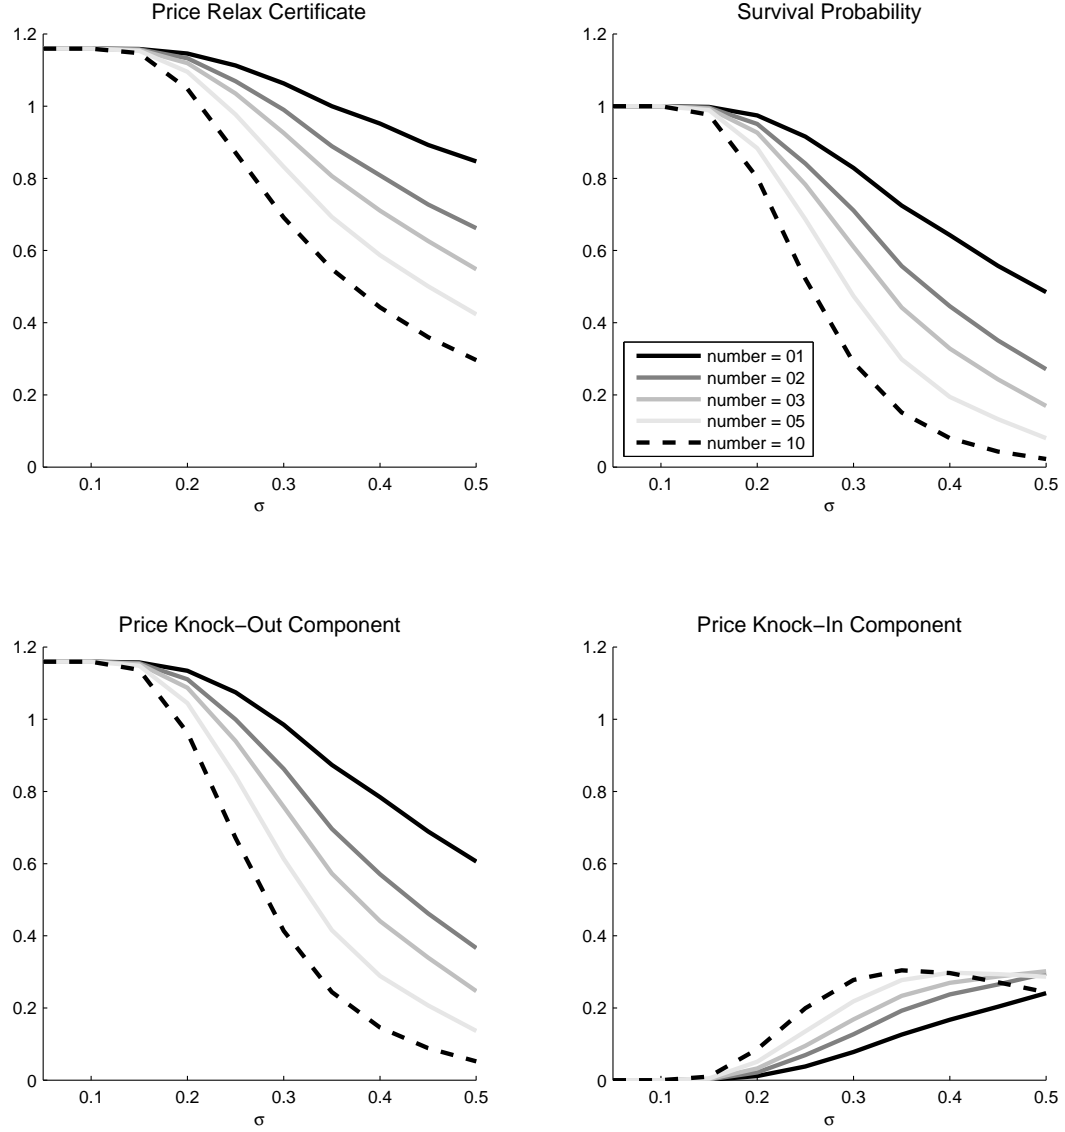 Price Relax Certificate
1.2
1
0.8
0.6
0.4
0.2
0
0.1 0.2 0.3 0.4 0.5
σ
Survival Probability
1.2
1
0.8
0.6
0.4
0.2
0
number = 01
number = 02
number = 03
number = 05
number = 10
0.1 0.2 0.3 0.4 0.5
σ
Price Knock−Out Component
1.2
1
0.8
0.6
0.4
0.2
0
0.1 0.2 0.3 0.4 0.5
σ
Price Knock−In Component
1.2
1
0.8
0.6
0.4
0.2
0
0.1 0.2 0.3 0.4 0.5
σ